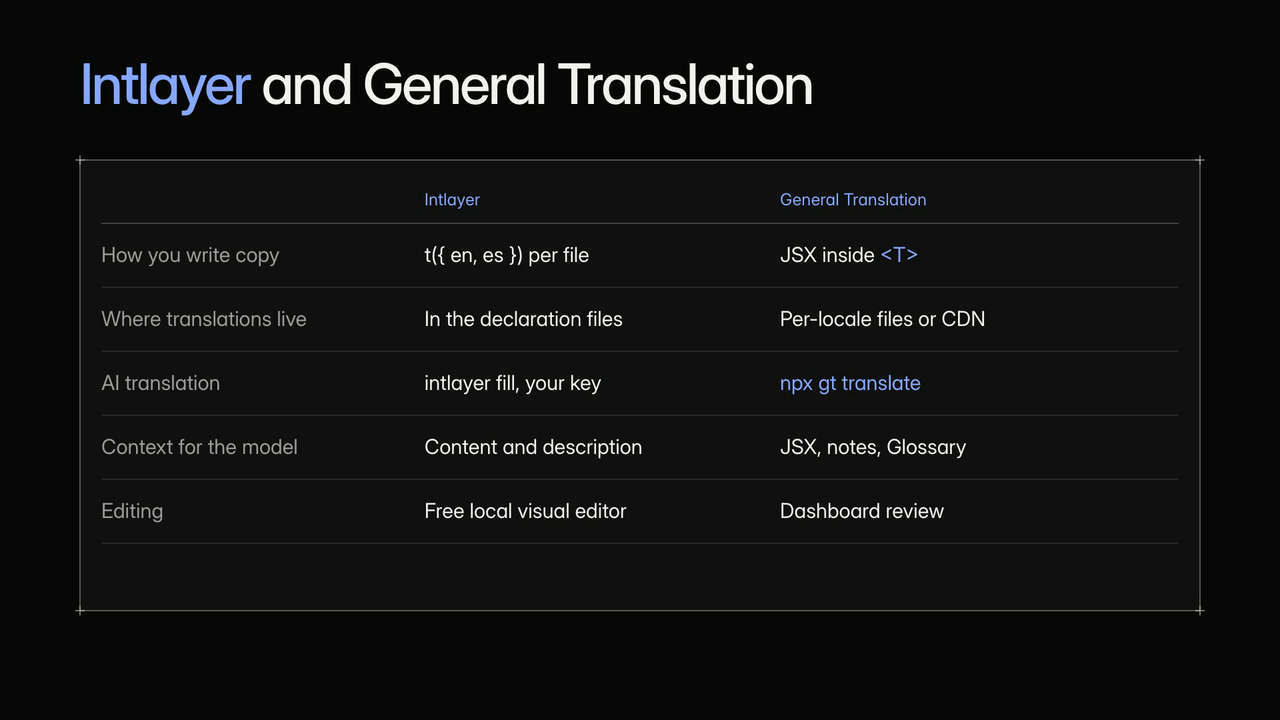 Intlayer and General Translation
Intlayer General Translation
How you write copy t({ en, es }) per file JSX inside <T>
Where translations live In the declaration files Per-locale files or CDN
AI translation intlayer fill, your key npx gt translate
Context for the model Content and description JSX, notes, Glossary
Editing Free local visual editor Dashboard review